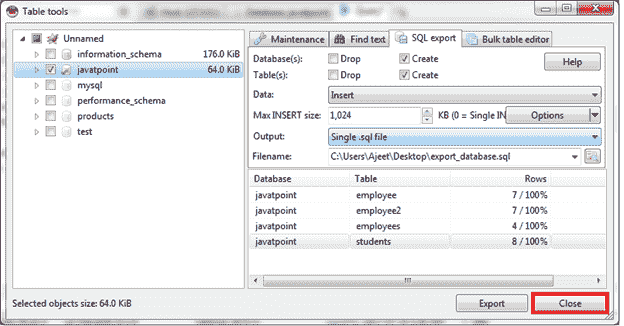 Table tools
Unnamed
information_schema 176.0 KiB
javatpoint 64.0 KiB
mysql
performance_schema
products
test
Maintenance Find text SQL export Bulk table editor
Database(s): Drop Create Help
Table(s): Drop Create
Data: Insert
Max INSERT size: 1,024 KB (0 = Single IN Options
Output: Single .sql file
Filename: C:\Users\Ajeet\Desktop\export_database.sql
Database Table Rows
javatpoint employee 7 / 100%
javatpoint employee2 7 / 100%
javatpoint employees 4 / 100%
javatpoint students 8 / 100%
Selected objects size: 64.0 KiB Export Close